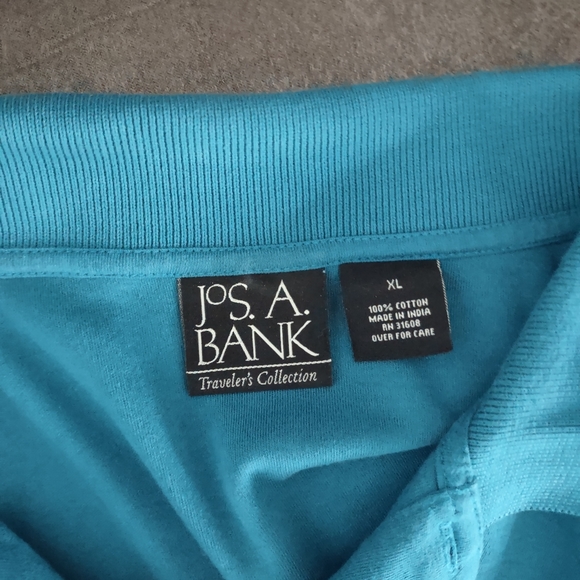 JOS. A.
BANK
Traveler's Collection
XL
100% COTTON
MADE IN INDIA
RN 31608
OVER FOR CARE